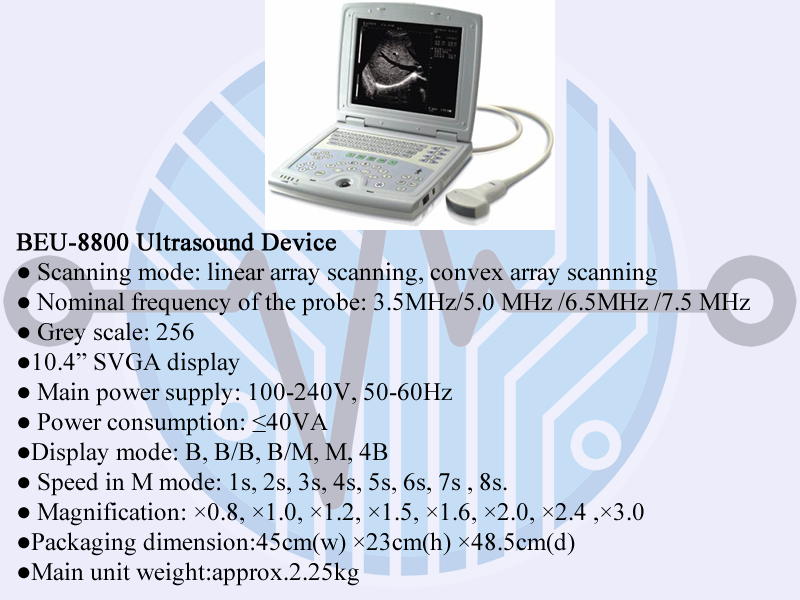 BEU-8800 Ultrasound Device
● Scanning mode: linear array scanning, convex array scanning
● Nominal frequency of the probe: 3.5MHz/5.0 MHz /6.5MHz /7.5 MHz
● Grey scale: 256
●10.4” SVGA display
● Main power supply: 100-240V, 50-60Hz
● Power consumption: ≤40VA
●Display mode: B, B/B, B/M, M, 4B
● Speed in M mode: 1s, 2s, 3s, 4s, 5s, 6s, 7s , 8s.
● Magnification: ×0.8, ×1.0, ×1.2, ×1.5, ×1.6, ×2.0, ×2.4 ,×3.0
●Packaging dimension:45cm(w) ×23cm(h) ×48.5cm(d)
●Main unit weight:approx.2.25kg